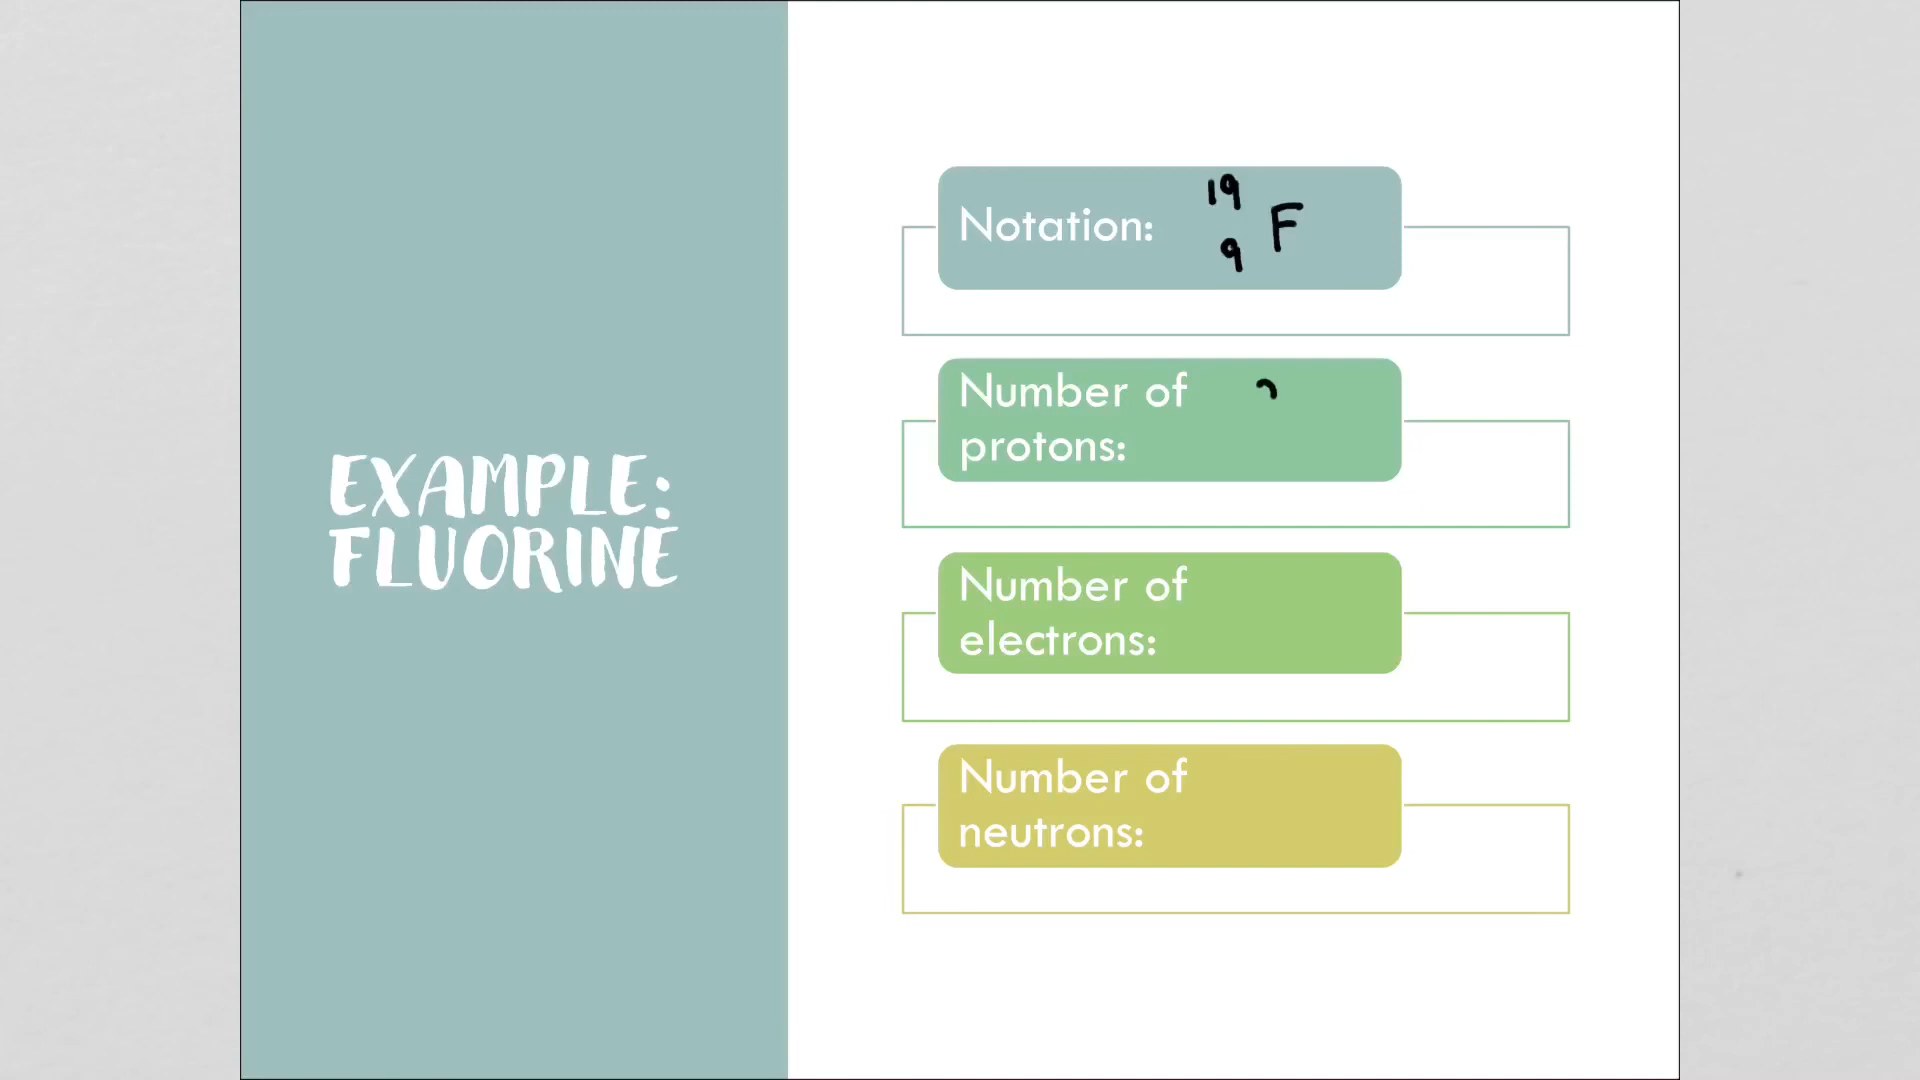 EXAMPLE:
FLUORINE
Notation: 19 9 F
Number of
protons:
Number of
electrons:
Number of
neutrons: